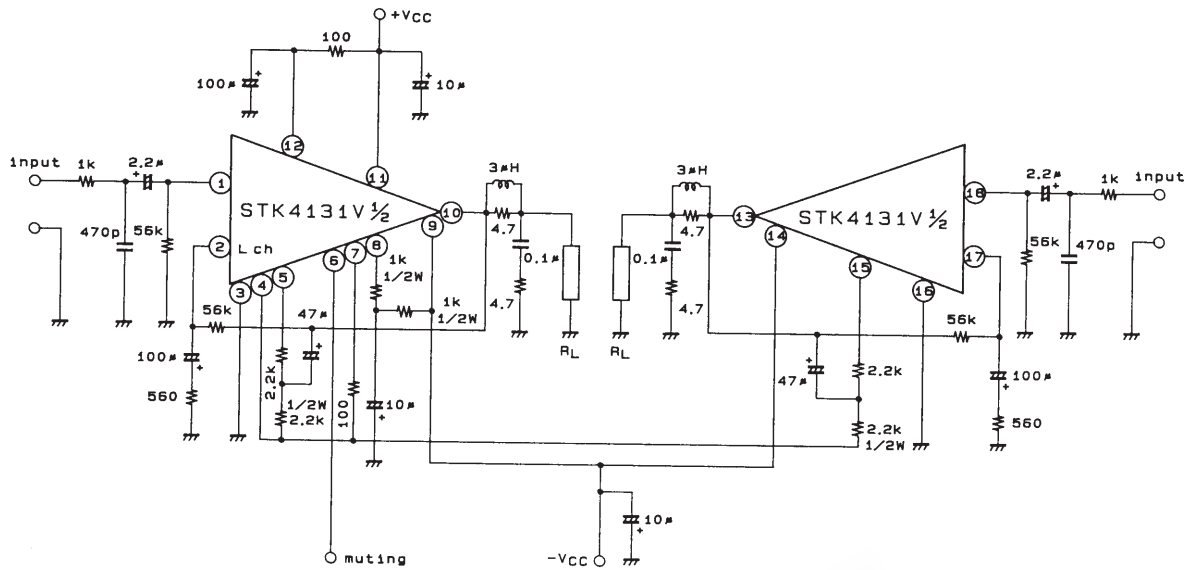 +VCC
100
100µ
+
10µ
+
12
11
input
1k
2.2µ
+
1
STK4131V ½
3µH
10
9
4.7
470p
56k
2
L ch
8
7
6
5
4
3
0.1µ
4.7
1k
1/2W
1k
1/2W
56k
47µ
+
100µ
+
560
2.2k
1/2W
2.2k
100
10µ
+
RL
muting
3µH
13
14
4.7
0.1µ
4.7
RL
STK4131V ½
18
2.2µ
+
1k
input
15
16
17
56k
470p
56k
47µ
+
2.2k
2.2k
1/2W
100µ
+
560
-VCC
10µ
+